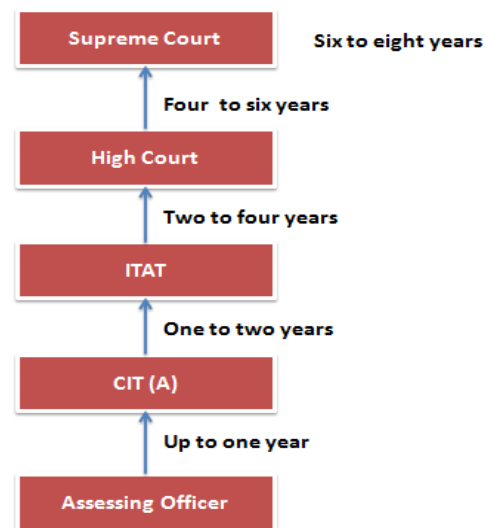 Supreme Court
Six to eight years
Four to six years
High Court
Two to four years
ITAT
One to two years
CIT (A)
Up to one year
Assessing Officer